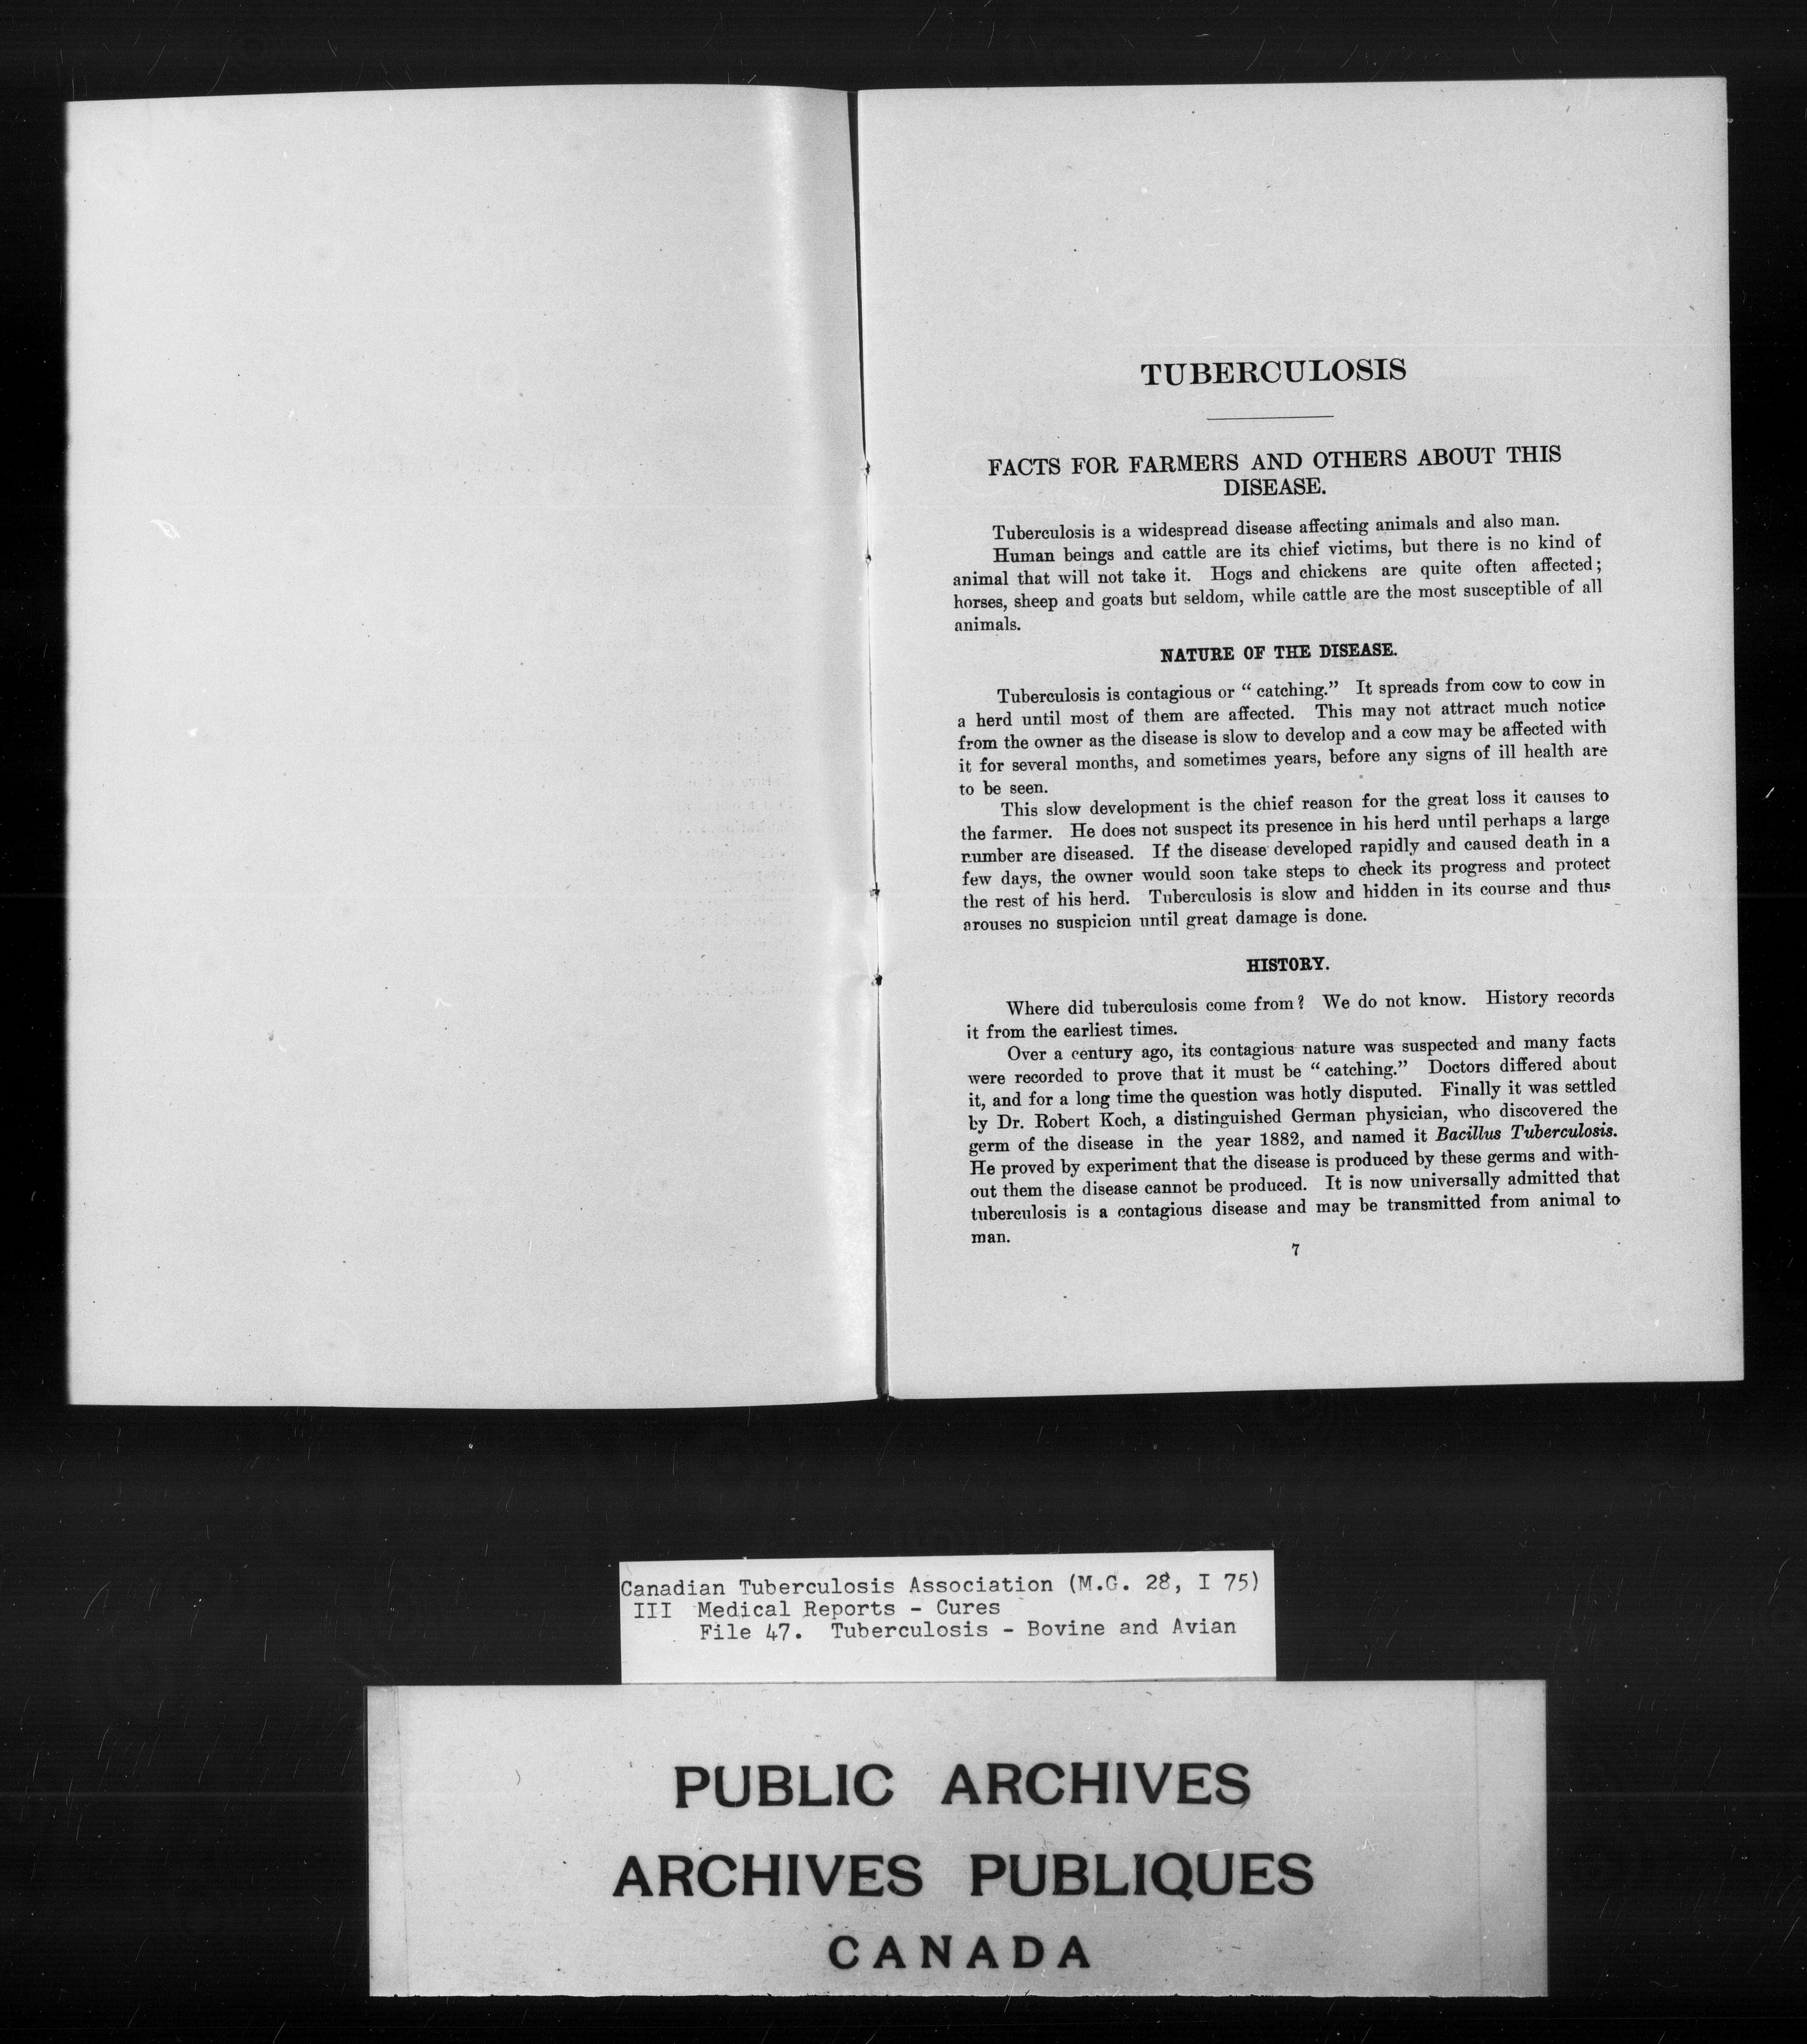 TUBERCULOSIS
FACTS FOR FARMERS AND OTHERS ABOUT THIS
DISEASE.
Tuberculosis is a widespread disease affecting animals and also man.
Human beings and cattle are its chief victims, but there is no kind of
animal that will not take it. Hogs and chickens are quite often affected;
horses, sheep and goats but seldom, while cattle are the most susceptible of all
animals.
NATURE OF THE DISEASE.
Tuberculosis is contagious or “ catching.” It spreads from cow to cow in
a herd until most of them are affected. This may not attract much notice
from the owner as the disease is slow to develop and a cow may be affected with
it for several months, and sometimes years, before any signs of ill health are
to be seen.
This slow development is the chief reason for the great loss it causes to
the farmer. He does not suspect its presence in his herd until perhaps a large
number are diseased. If the disease developed rapidly and caused death in a
few days, the owner would soon take steps to check its progress and protect
the rest of his herd. Tuberculosis is slow and hidden in its course and thus
arouses no suspicion until great damage is done.
HISTORY.
Where did tuberculosis come from? We do not know. History records
it from the earliest times.
Over a century ago, its contagious nature was suspected and many facts
were recorded to prove that it must be “ catching.” Doctors differed about
it, and for a long time the question was hotly disputed. Finally it was settled
by Dr. Robert Koch, a distinguished German physician, who discovered the
germ of the disease in the year 1882, and named it Bacillus Tuberculosis.
He proved by experiment that the disease is produced by these germs and with-
out them the disease cannot be produced. It is now universally admitted that
tuberculosis is a contagious disease and may be transmitted from animal to
man.
7
Canadian Tuberculosis Association (M.G. 28, I 75)
III Medical Reports - Cures
File 47. Tuberculosis - Bovine and Avian
PUBLIC ARCHIVES
ARCHIVES PUBLIQUES
CANADA